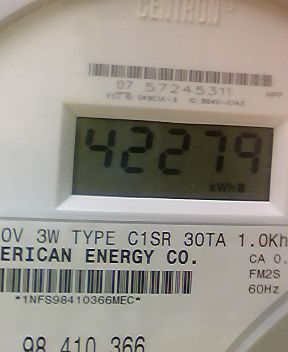 CENTRON®
07 57245311
42279
kWh
0V 3W TYPE C1SR 30TA 1.0Kh
ERICAN ENERGY CO.
CA 0.
FM2S
*1NFS98410366MEC*
60Hz
98 410 366